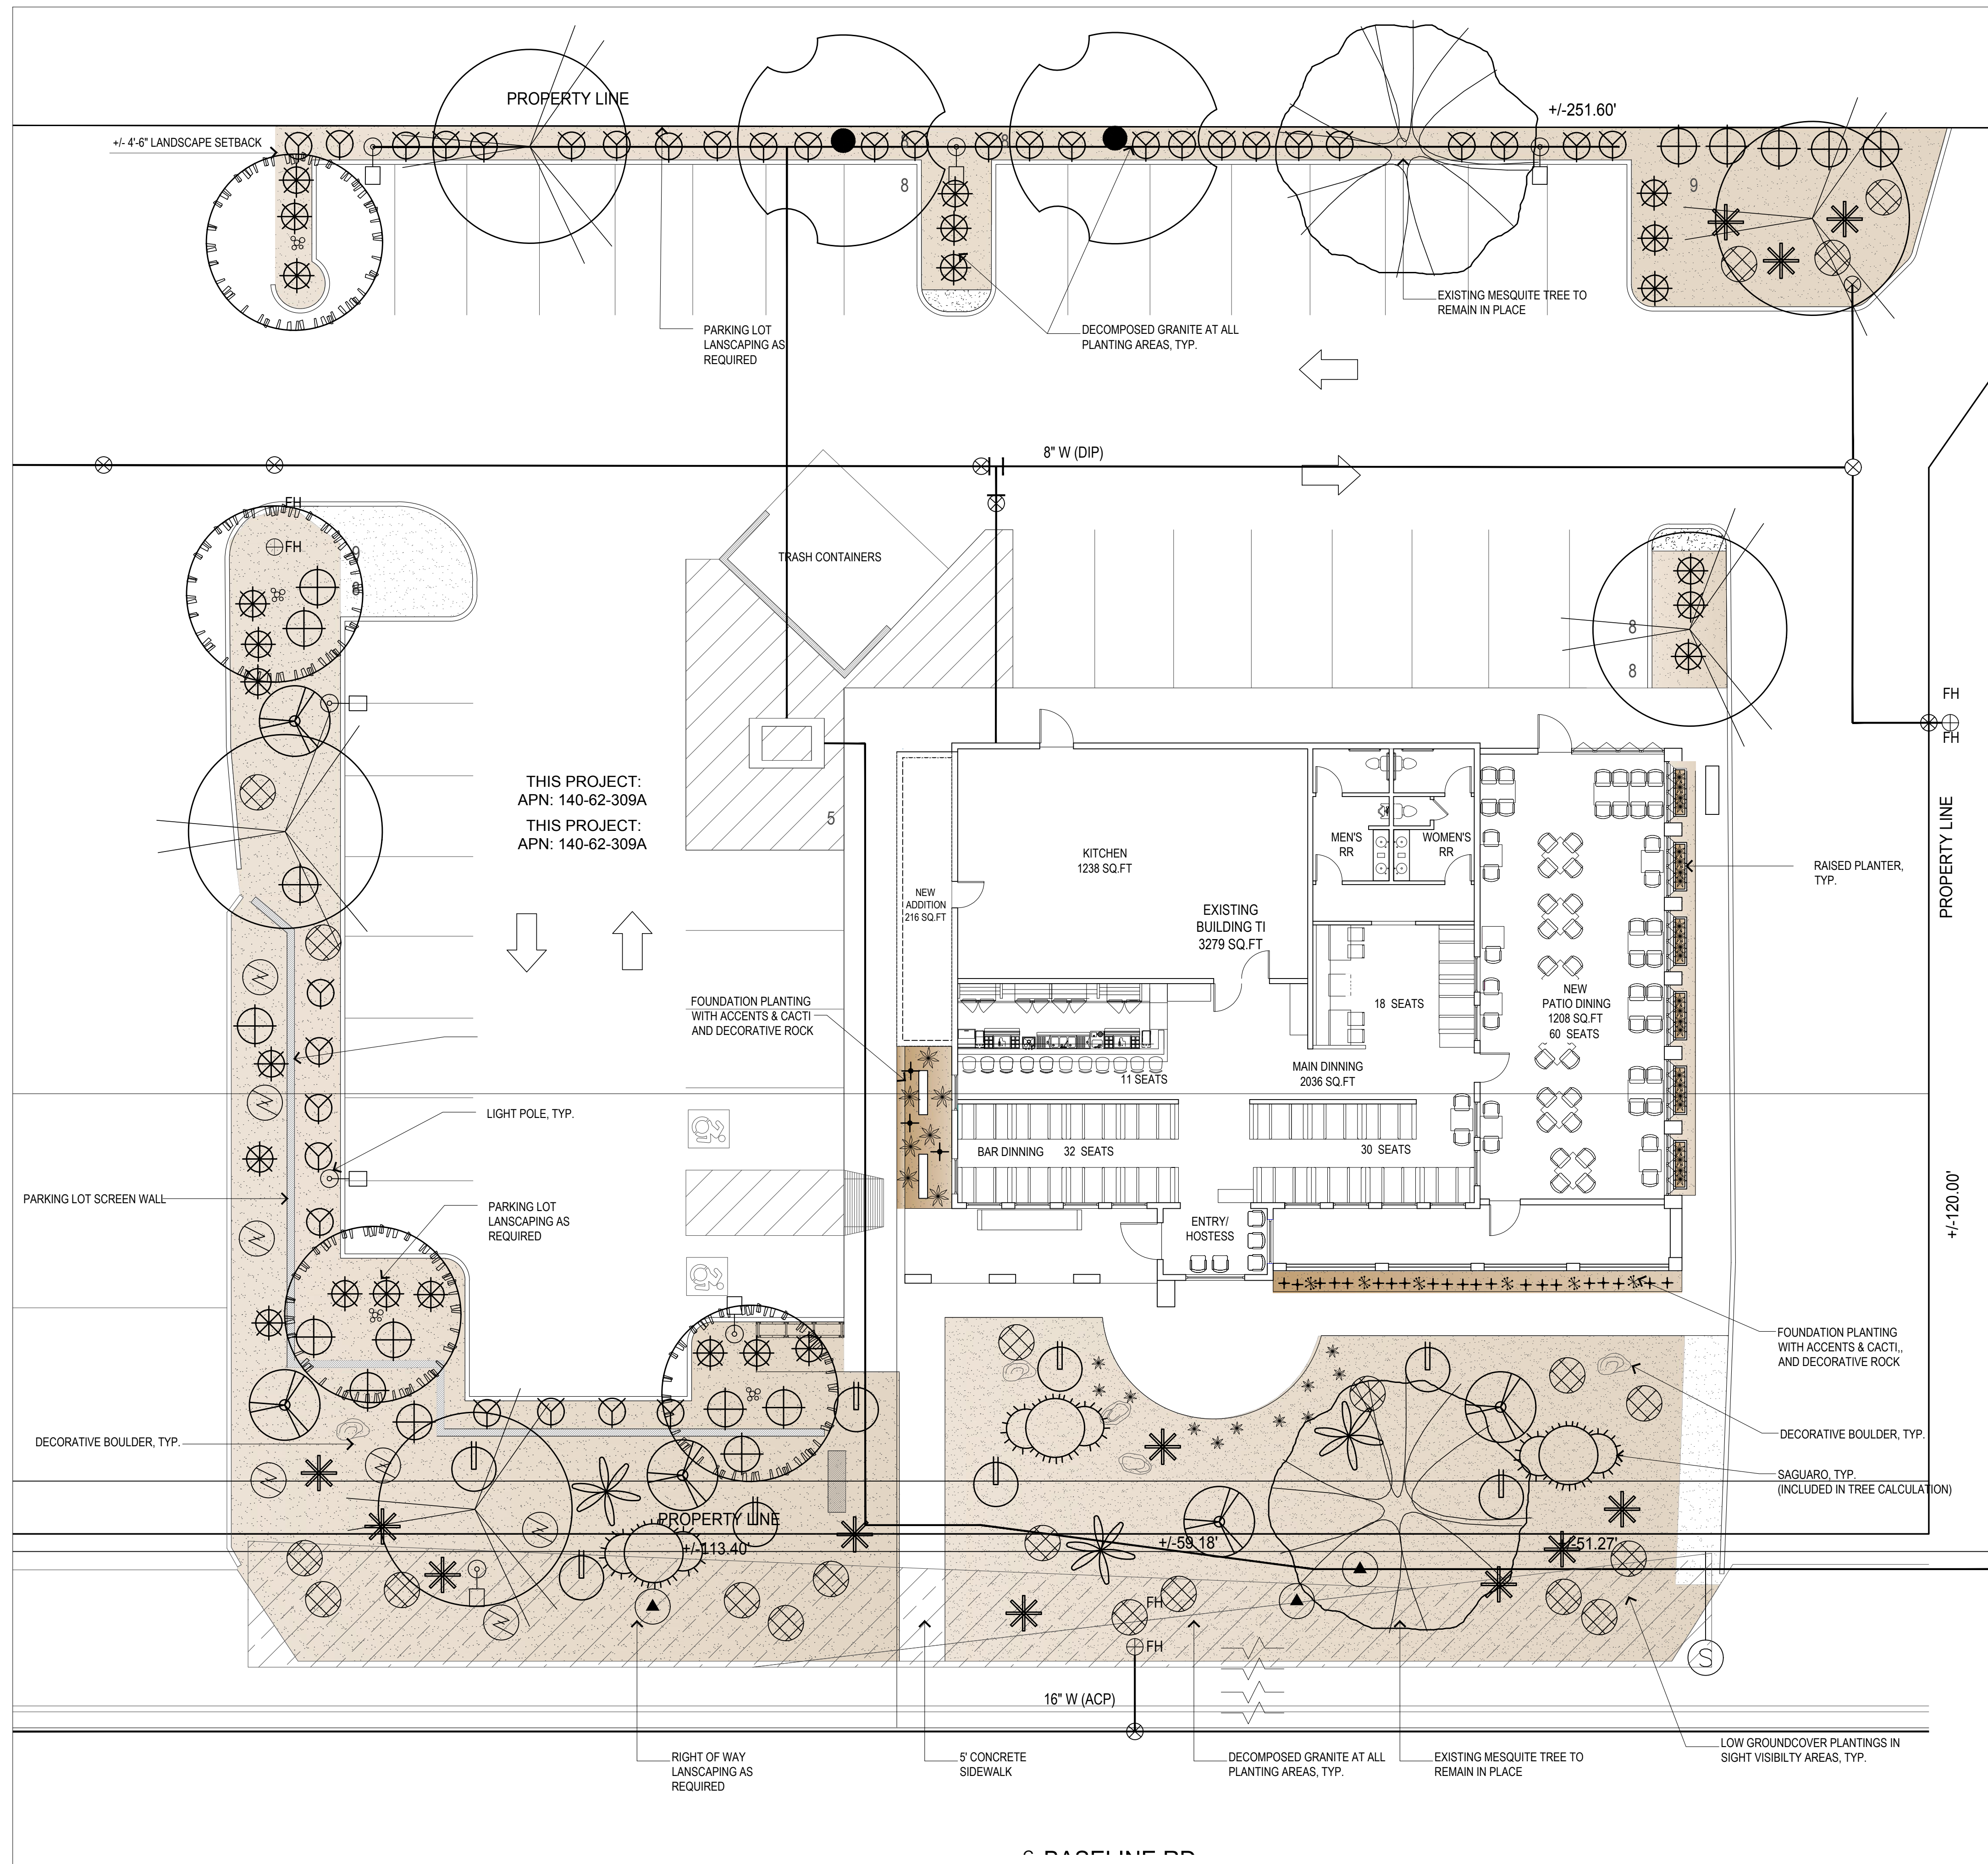 PROPERTY LINE
+/-251.60'
+/- 4'-6" LANDSCAPE SETBACK
8
8
8
9
EXISTING MESQUITE TREE TO
REMAIN IN PLACE
PARKING LOT
LANSCAPING AS
REQUIRED
DECOMPOSED GRANITE AT ALL
PLANTING AREAS, TYP.
8" W (DIP)
FH
FH
9
8
TRASH CONTAINERS
8
8
FH
FH
THIS PROJECT:
APN: 140-62-309A
THIS PROJECT:
APN: 140-62-309A
5
KITCHEN
1238 SQ.FT
MEN'S
RR
WOMEN'S
RR
NEW
ADDITION
216 SQ.FT
EXISTING
BUILDING TI
3279 SQ.FT
RAISED PLANTER,
TYP.
PROPERTY LINE
FOUNDATION PLANTING
WITH ACCENTS & CACTI
AND DECORATIVE ROCK
18 SEATS
NEW
PATIO DINING
1208 SQ.FT
60 SEATS
MAIN DINNING
2036 SQ.FT
11 SEATS
LIGHT POLE, TYP.
BAR DINNING
32 SEATS
30 SEATS
+/-120.00'
PARKING LOT SCREEN WALL
PARKING LOT
LANSCAPING AS
REQUIRED
ENTRY/
HOSTESS
FOUNDATION PLANTING
WITH ACCENTS & CACTI,,
AND DECORATIVE ROCK
DECORATIVE BOULDER, TYP.
DECORATIVE BOULDER, TYP.
SAGUARO, TYP.
(INCLUDED IN TREE CALCULATION)
PROPERTY LINE
+/-113.40'
+/-59.18'
+/-51.27'
FH
FH
S
16" W (ACP)
RIGHT OF WAY
LANSCAPING AS
REQUIRED
5' CONCRETE
SIDEWALK
DECOMPOSED GRANITE AT ALL
PLANTING AREAS, TYP.
EXISTING MESQUITE TREE TO
REMAIN IN PLACE
LOW GROUNDCOVER PLANTINGS IN
SIGHT VISIBILTY AREAS, TYP.
BASELINE RD